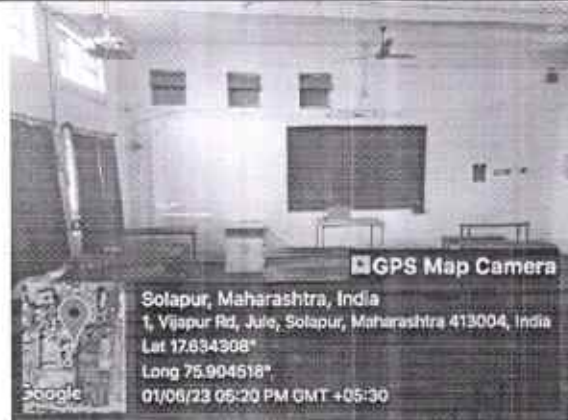 GPS Map Camera
Solapur, Maharashtra, India
1, Vijapur Rd, Jule, Solapur, Maharashtra 413004, India
Lat 17.634308°
Long 75.904518°
01/06/23 05:20 PM GMT +05:30
Google